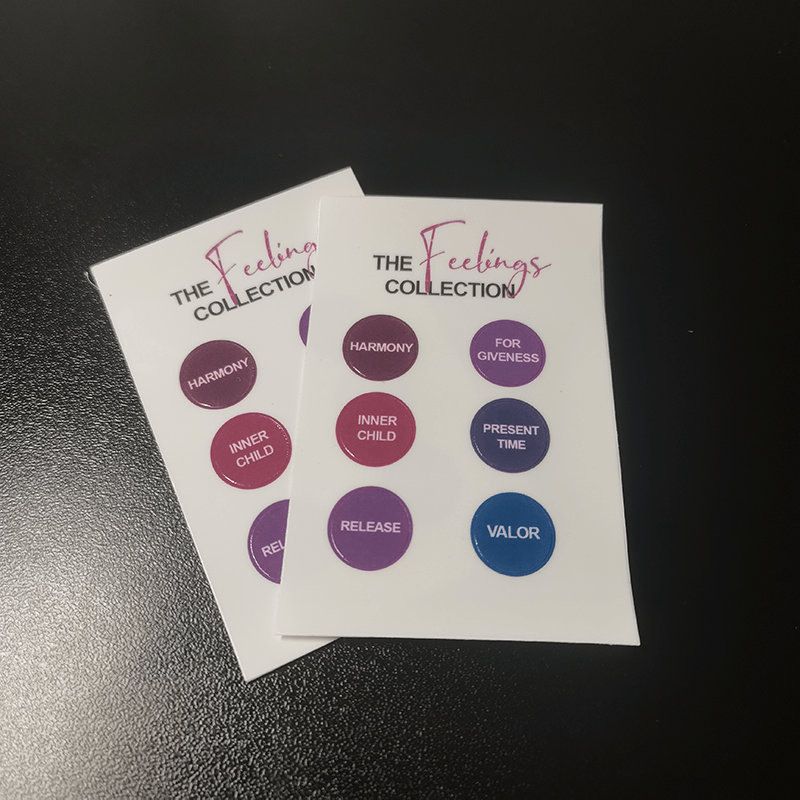 THE Feelings
COLLECTION
HARMONY
INNER
CHILD
THE Feelings
COLLECTION
HARMONY
FOR
GIVENESS
INNER
CHILD
PRESENT
TIME
RELEASE
VALOR